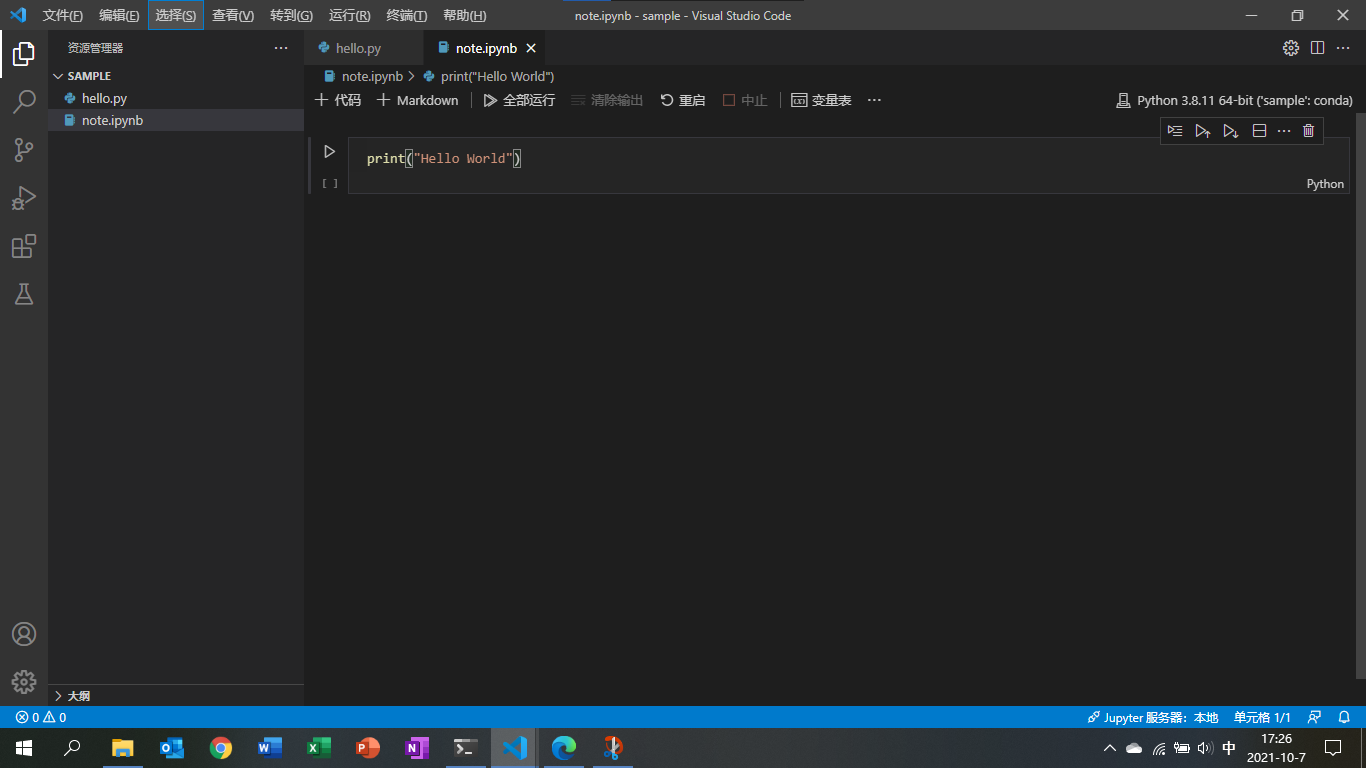 文件(F) 编辑(E) 选择(S) 查看(V) 转到(G) 运行(R) 终端(T) 帮助(H) note.ipynb - sample - Visual Studio Code
资源管理器
SAMPLE
hello.py
note.ipynb
大纲
hello.py note.ipynb
note.ipynb > print("Hello World")
代码 Markdown 全部运行 清除输出 重启 中止 变量表 Python 3.8.11 64-bit ('sample': conda)
print("Hello World")
[ ]
Python
0 0 Jupyter 服务器：本地 单元格 1/1
中
17:26
2021-10-7